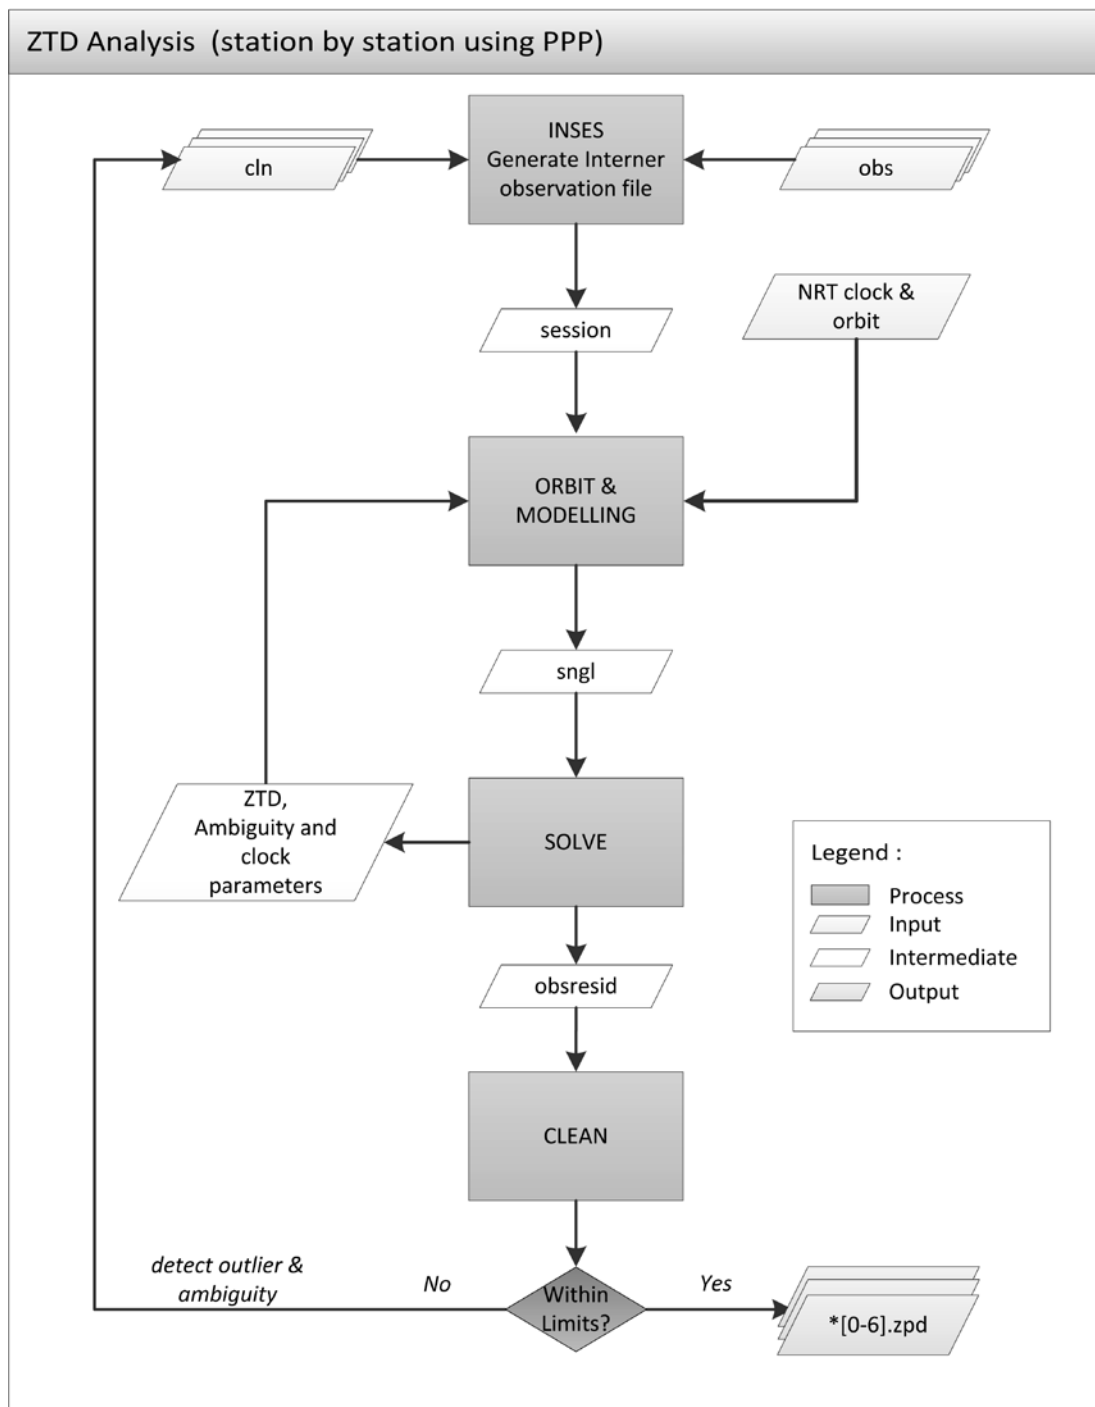 ZTD Analysis  (station by station using PPP)
cln
INSES
Generate Interner
observation file
obs
NRT clock &
orbit
session
ORBIT &
MODELLING
sngl
ZTD,
Ambiguity and
clock
parameters
SOLVE
Legend :
Process
Input
Intermediate
Output
obsresid
CLEAN
detect outlier &
ambiguity
No
Within
Limits?
Yes
*[0-6].zpd